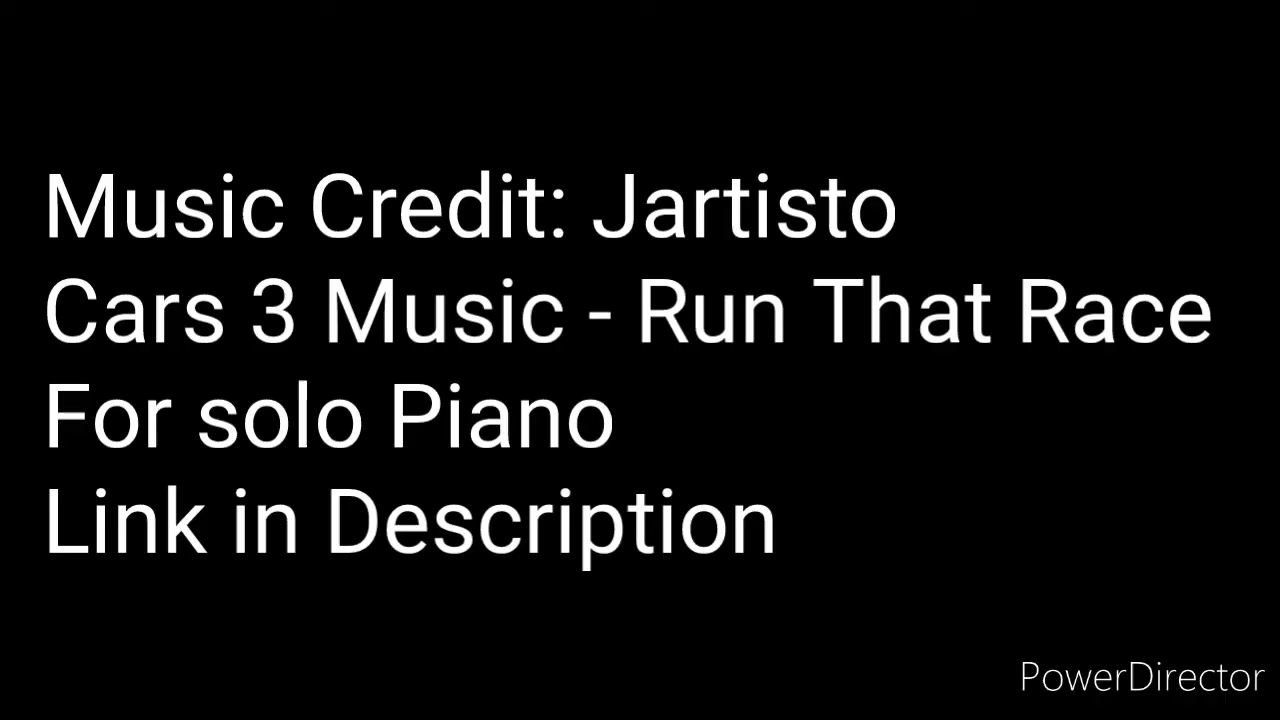 Music Credit: Jartisto
Cars 3 Music - Run That Race
For solo Piano
Link in Description
PowerDirector